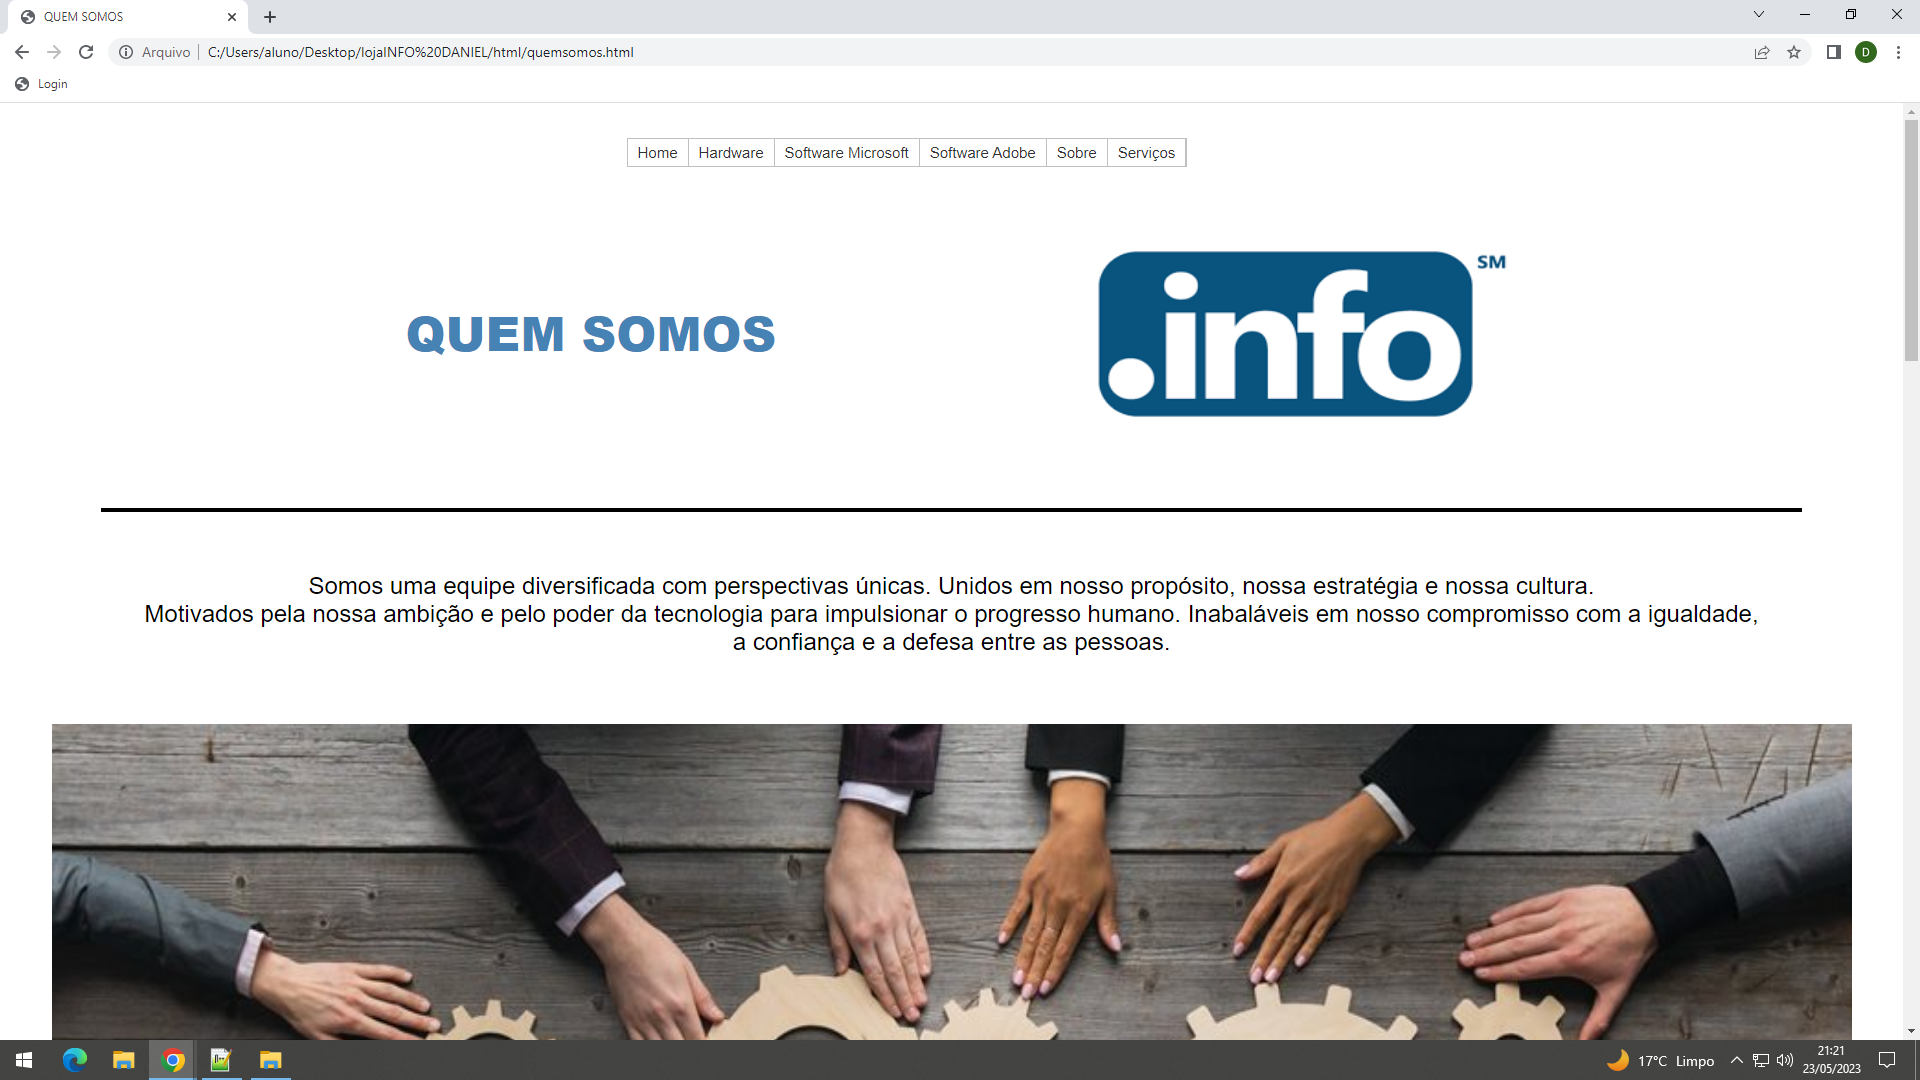 QUEM SOMOS
Arquivo
C:/Users/aluno/Desktop/lojaINFO%20DANIEL/html/quemsomos.html
D
Login
Home
Hardware
Software Microsoft
Software Adobe
Sobre
Serviços
QUEM SOMOS
.info
SM
Somos uma equipe diversificada com perspectivas únicas. Unidos em nosso propósito, nossa estratégia e nossa cultura.
Motivados pela nossa ambição e pelo poder da tecnologia para impulsionar o progresso humano. Inabaláveis em nosso compromisso com a igualdade,
a confiança e a defesa entre as pessoas.
17°C Limpo
21:21
23/05/2023